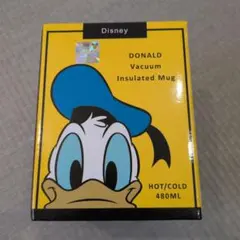 Disney
DONALD
Vacuum
Insulated Mug
HOT/COLD
480ML